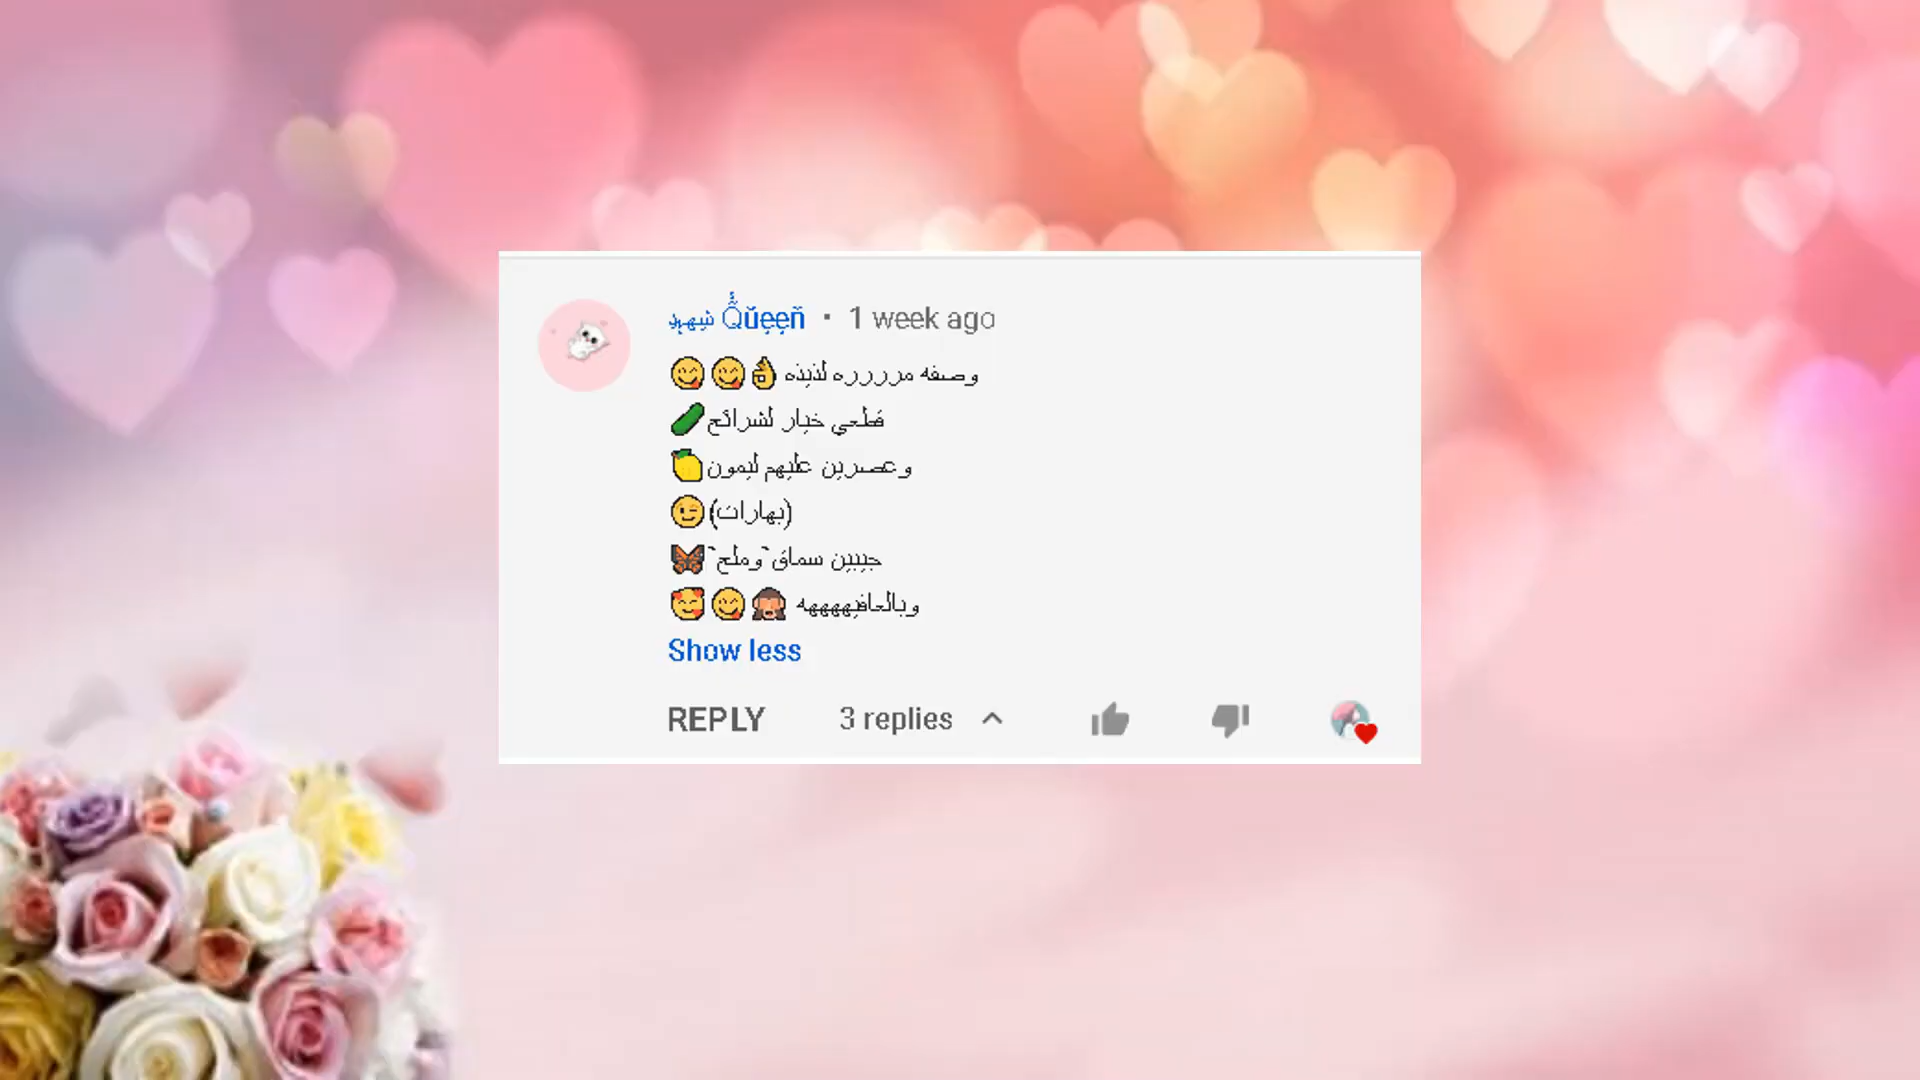 شهد Qŭęęñ · 1 week ago
وصفه مرررره لذيذه 👌😋😋
قطعي خيار لشرائح🥒
وعصرين عليهم ليمون🍋
(بهارات)😉
جيبين سماق~وملح~🦋
وبالعافيههههه 🙈😋🥰
Show less
REPLY 3 replies